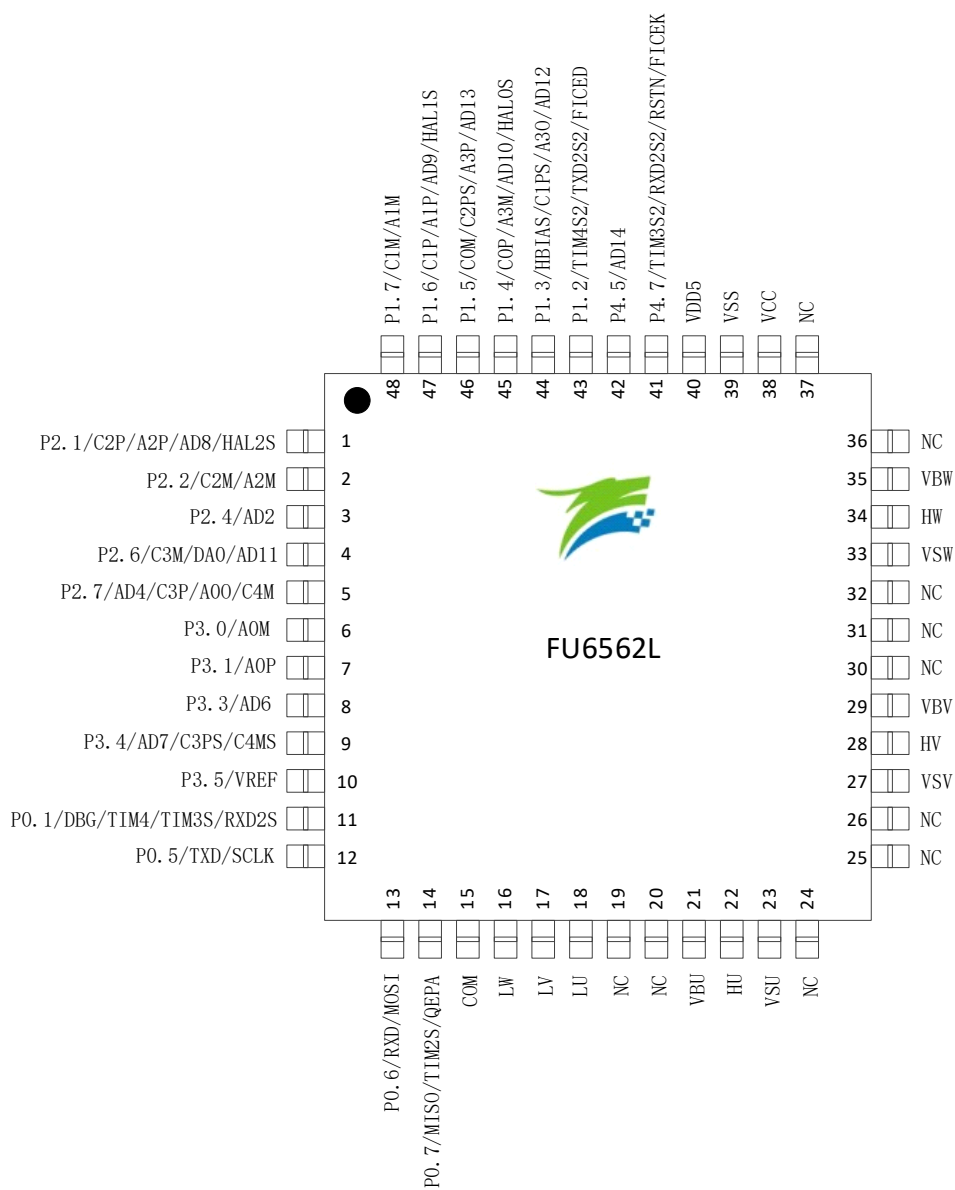 P1.7/C1M/A1M
P1.6/C1P/A1P/AD9/HAL1S
P1.5/C0M/C2PS/A3P/AD13
P1.4/C0P/A3M/AD10/HAL0S
P1.3/HBIAS/C1PS/A3O/AD12
P1.2/TIM4S2/TXD2S2/FICED
P4.5/AD14
P4.7/TIM3S2/RXD2S2/RSTN/FICEK
VDD5
VSS
VCC
NC
48
47
46
45
44
43
42
41
40
39
38
37
P2.1/C2P/A2P/AD8/HAL2S 1
P2.2/C2M/A2M 2
P2.4/AD2 3
P2.6/C3M/DA0/AD11 4
P2.7/AD4/C3P/A0O/C4M 5
P3.0/A0M 6
P3.1/A0P 7
P3.3/AD6 8
P3.4/AD7/C3PS/C4MS 9
P3.5/VREF 10
P0.1/DBG/TIM4/TIM3S/RXD2S 11
P0.5/TXD/SCLK 12
FU6562L
36 NC
35 VBW
34 HW
33 VSW
32 NC
31 NC
30 NC
29 VBV
28 HV
27 VSV
26 NC
25 NC
13
14
15
16
17
18
19
20
21
22
23
24
P0.6/RXD/MOSI
P0.7/MISO/TIM2S/QEPA
COM
LW
LV
LU
NC
NC
VBU
HU
VSU
NC